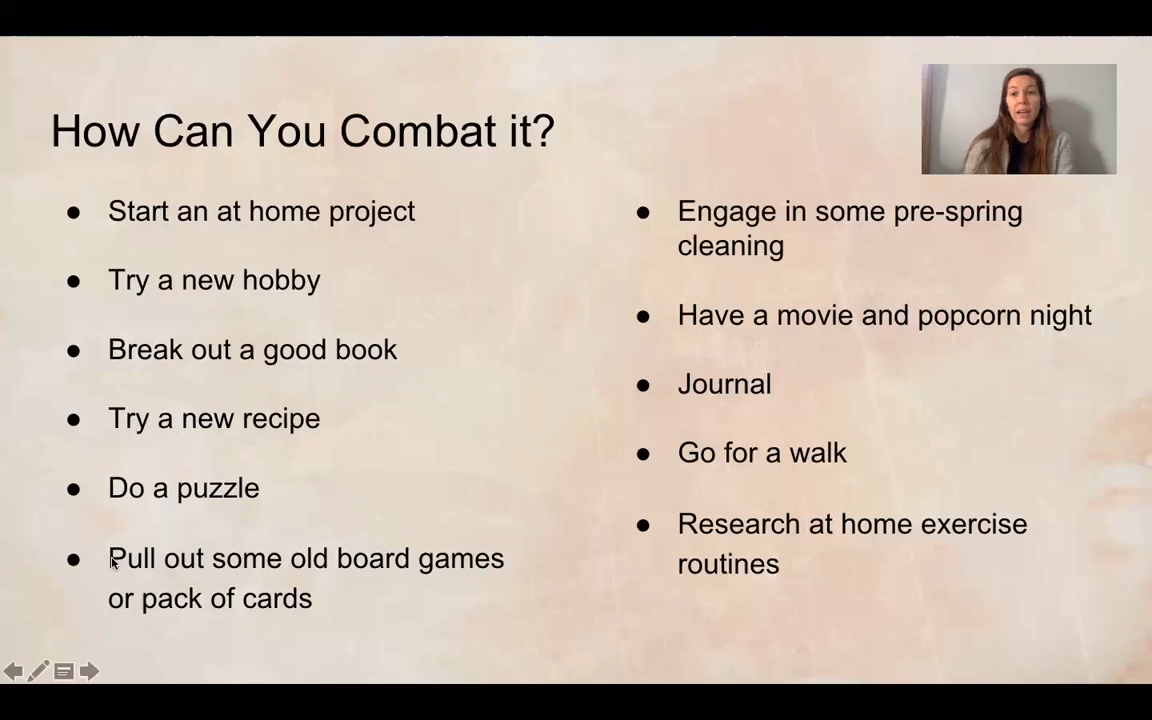 How Can You Combat it?
● Start an at home project
● Try a new hobby
● Break out a good book
● Try a new recipe
● Do a puzzle
● Pull out some old board games
or pack of cards
● Engage in some pre-spring
cleaning
● Have a movie and popcorn night
● Journal
● Go for a walk
● Research at home exercise
routines